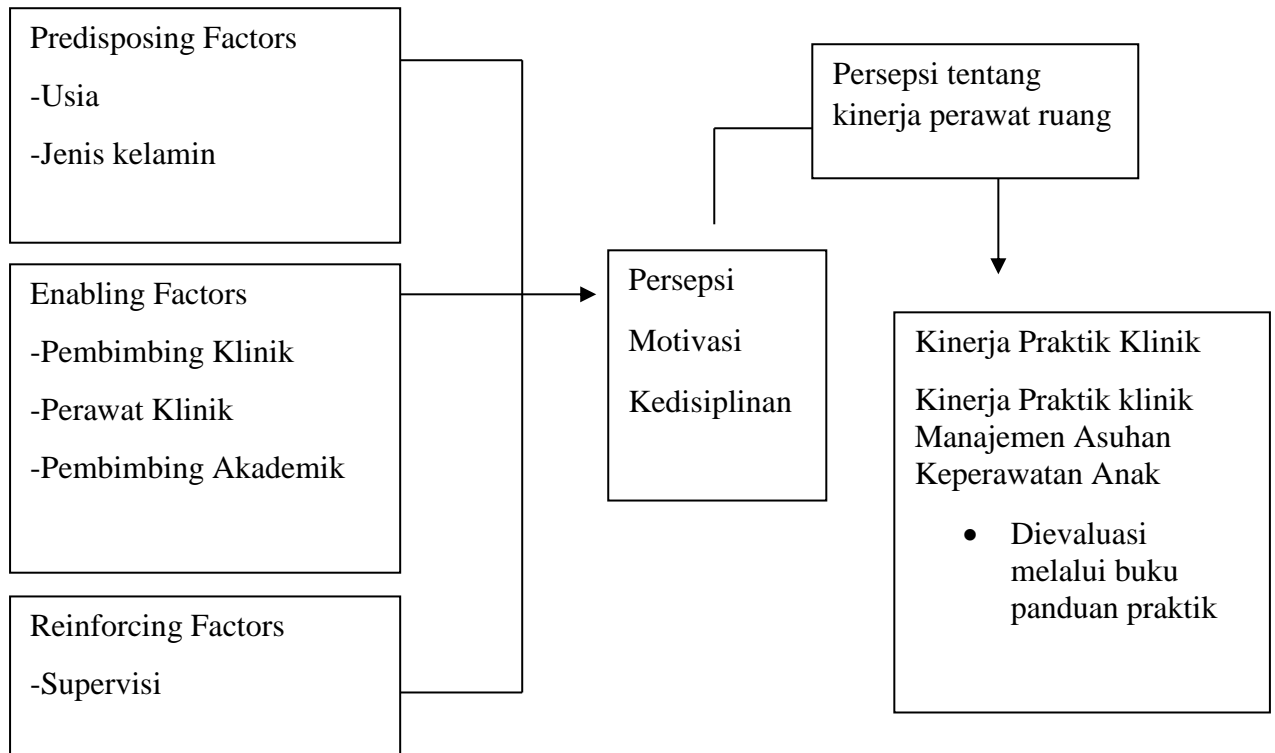 Predisposing Factors
-Usia
-Jenis kelamin
Enabling Factors
-Pembimbing Klinik
-Perawat Klinik
-Pembimbing Akademik
Reinforcing Factors
-Supervisi
Persepsi
Motivasi
Kedisiplinan
Persepsi tentang
kinerja perawat ruang
Kinerja Praktik Klinik
Kinerja Praktik klinik
Manajemen Asuhan
Keperawatan Anak
• Dievaluasi
melalui buku
panduan praktik